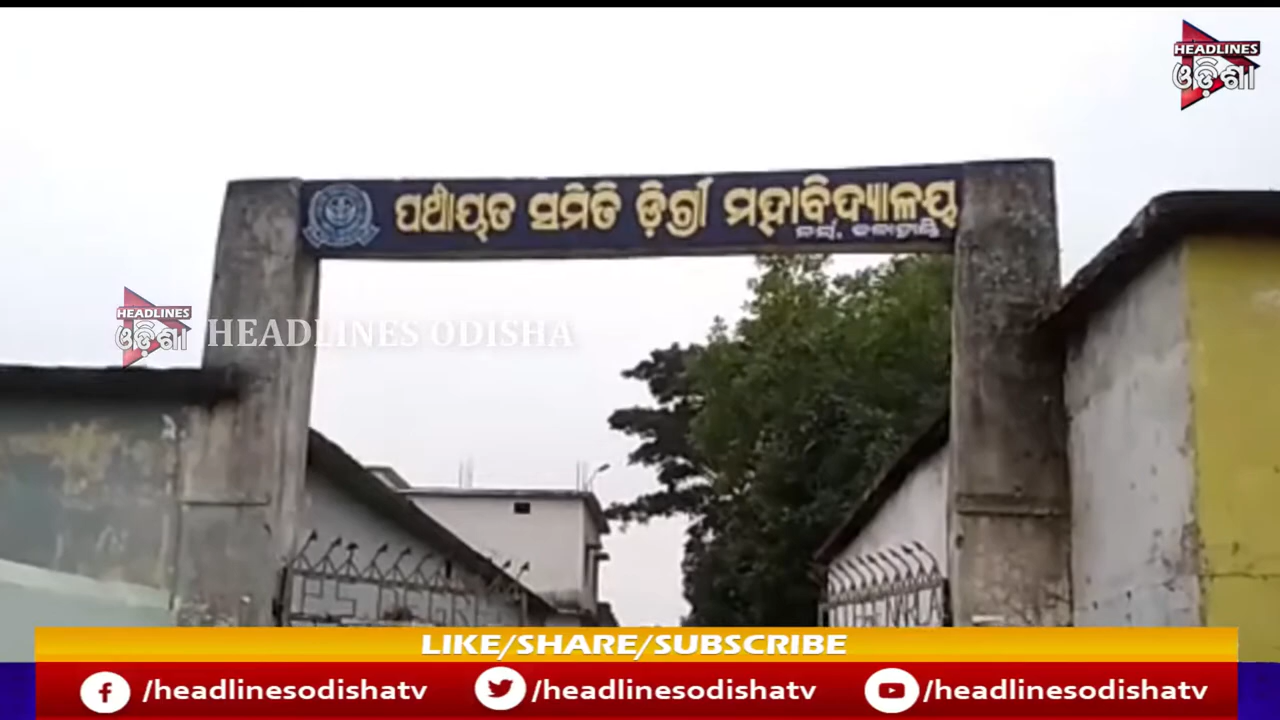 HEADLINES
ଓଡ଼ିଶା
ପଞ୍ଚାୟତ ସମିତି ଡ଼ିଗ୍ରୀ ମହାବିଦ୍ୟାଳୟ
HEADLINES
ଓଡ଼ିଶା
HEADLINES ODISHA
LIKE/SHARE/SUBSCRIBE
/headlinesodishatv /headlinesodishatv /headlinesodishatv